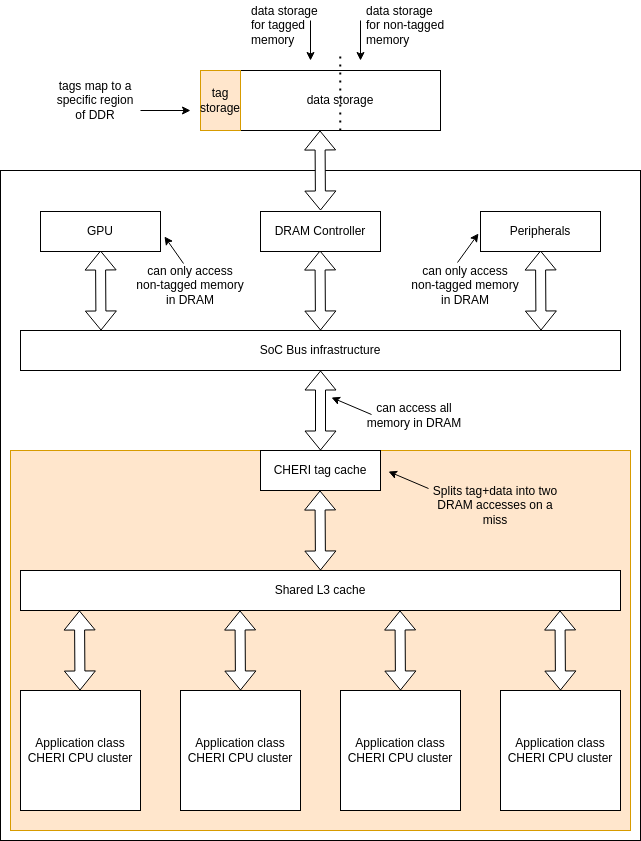 data storage
for tagged
memory
data storage
for non-tagged
memory
tags map to a
specific region
of DDR
tag
storage
data storage
GPU
DRAM Controller
Peripherals
can only access
non-tagged memory
in DRAM
can only access
non-tagged memory
in DRAM
SoC Bus infrastructure
can access all
memory in DRAM
CHERI tag cache
Splits tag+data into two
DRAM accesses on a
miss
Shared L3 cache
Application class
CHERI CPU cluster
Application class
CHERI CPU cluster
Application class
CHERI CPU cluster
Application class
CHERI CPU cluster